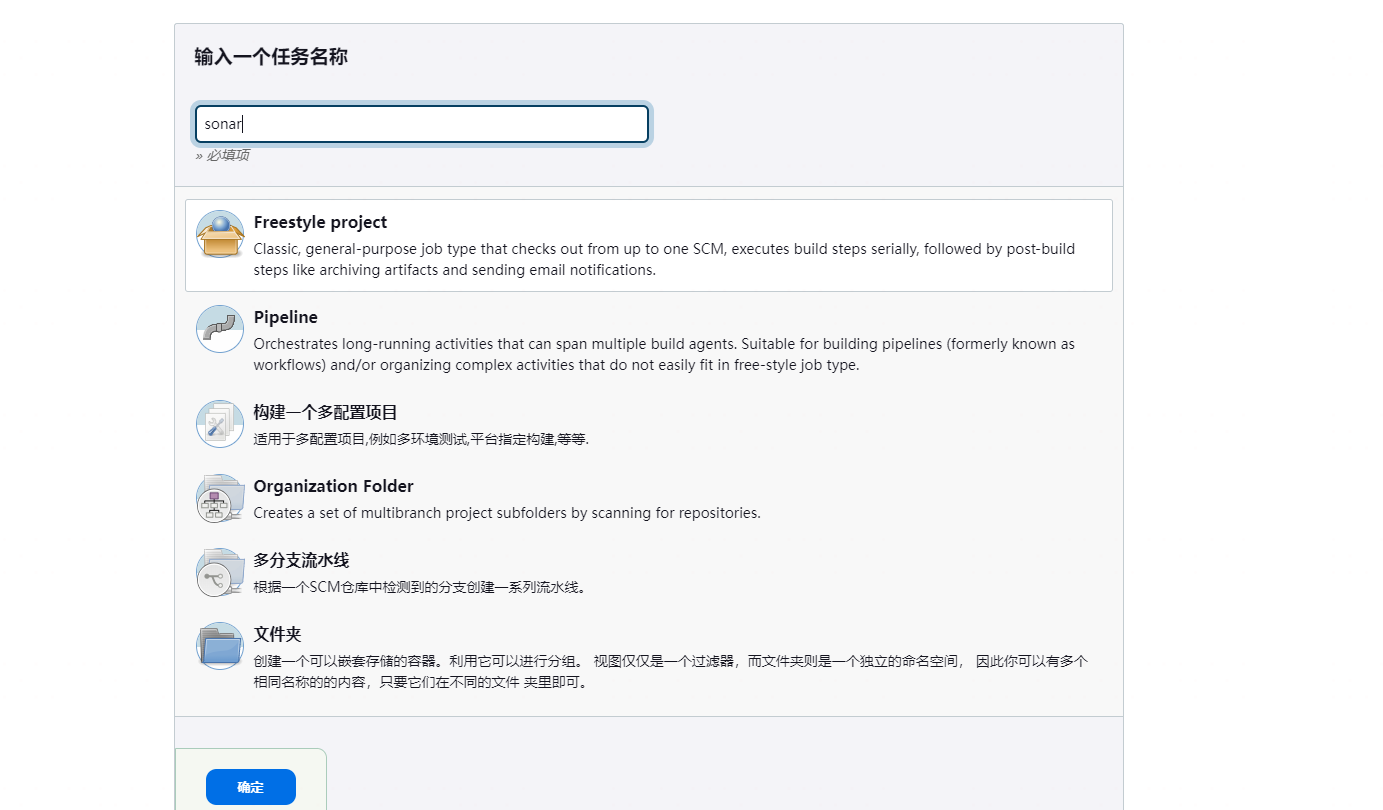 输入一个任务名称
sonar
» 必填项
Freestyle project
Classic, general-purpose job type that checks out from up to one SCM, executes build steps serially, followed by post-build
steps like archiving artifacts and sending email notifications.
Pipeline
Orchestrates long-running activities that can span multiple build agents. Suitable for building pipelines (formerly known as
workflows) and/or organizing complex activities that do not easily fit in free-style job type.
构建一个多配置项目
适用于多配置项目,例如多环境测试,平台指定构建,等等.
Organization Folder
Creates a set of multibranch project subfolders by scanning for repositories.
多分支流水线
根据一个SCM仓库中检测到的分支创建一系列流水线。
文件夹
创建一个可以嵌套存储的容器。利用它可以进行分组。 视图仅仅是一个过滤器，而文件夹则是一个独立的命名空间， 因此你可以有多个
相同名称的的内容，只要它们在不同的文件 夹里即可。
确定